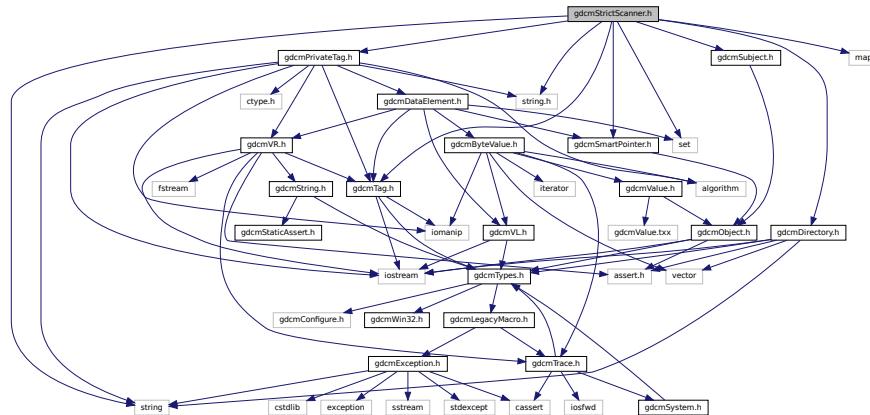 gdcmStrictScanner.h
gdcmPrivateTag.h
gdcmSubject.h
map
ctype.h
gdcmDataElement.h
string.h
gdcmVR.h
gdcmByteValue.h
gdcmSmartPointer.h
set
fstream
gdcmString.h
gdcmTag.h
iterator
gdcmValue.h
algorithm
gdcmStaticAssert.h
iomanip
gdcmVL.h
gdcmValue.txx
gdcmObject.h
gdcmDirectory.h
iostream
gdcmTypes.h
assert.h
vector
gdcmConfigure.h
gdcmWin32.h
gdcmLegacyMacro.h
gdcmException.h
gdcmTrace.h
string
cstdlib
exception
sstream
stdexcept
cassert
iosfwd
gdcmSystem.h